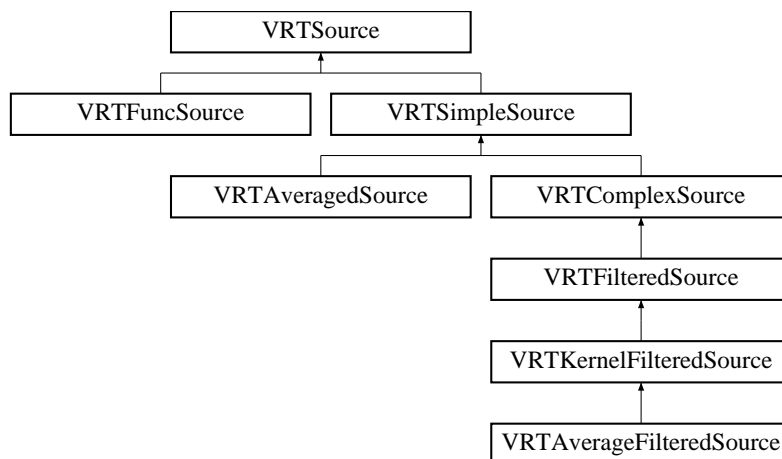 VRTSource
VRTFuncSource
VRTSimpleSource
VRTAveragedSource
VRTComplexSource
VRTFilteredSource
VRTKernelFilteredSource
VRTAverageFilteredSource